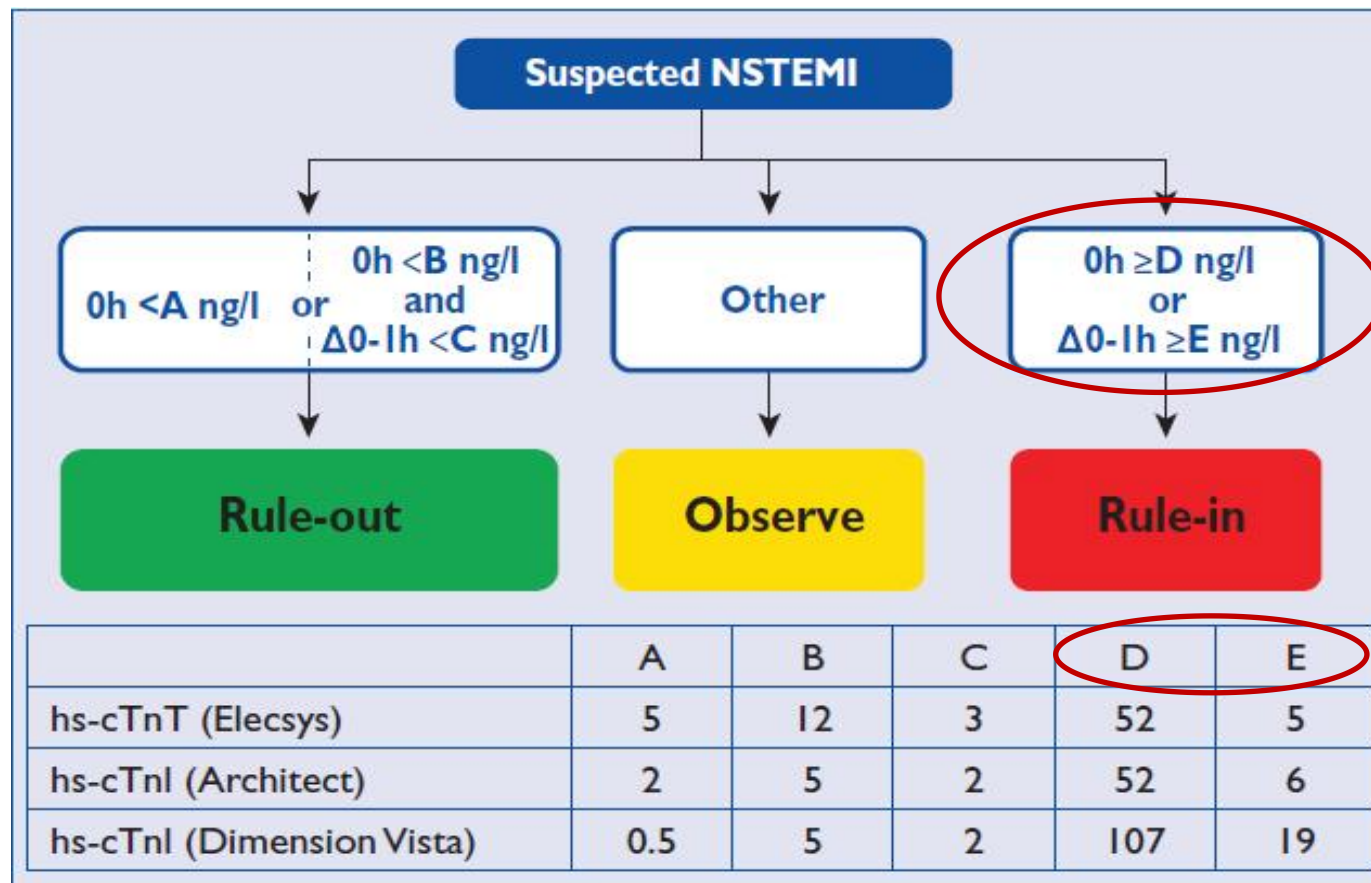 Suspected NSTEMI
0h <A ng/l or
0h <B ng/l
and
Δ0-1h <C ng/l
Other
0h ≥D ng/l
or
Δ0-1h ≥E ng/l
Rule-out
Observe
Rule-in
A B C D E
hs-cTnT (Elecsys) 5 12 3 52 5
hs-cTnI (Architect) 2 5 2 52 6
hs-cTnI (Dimension Vista) 0.5 5 2 107 19